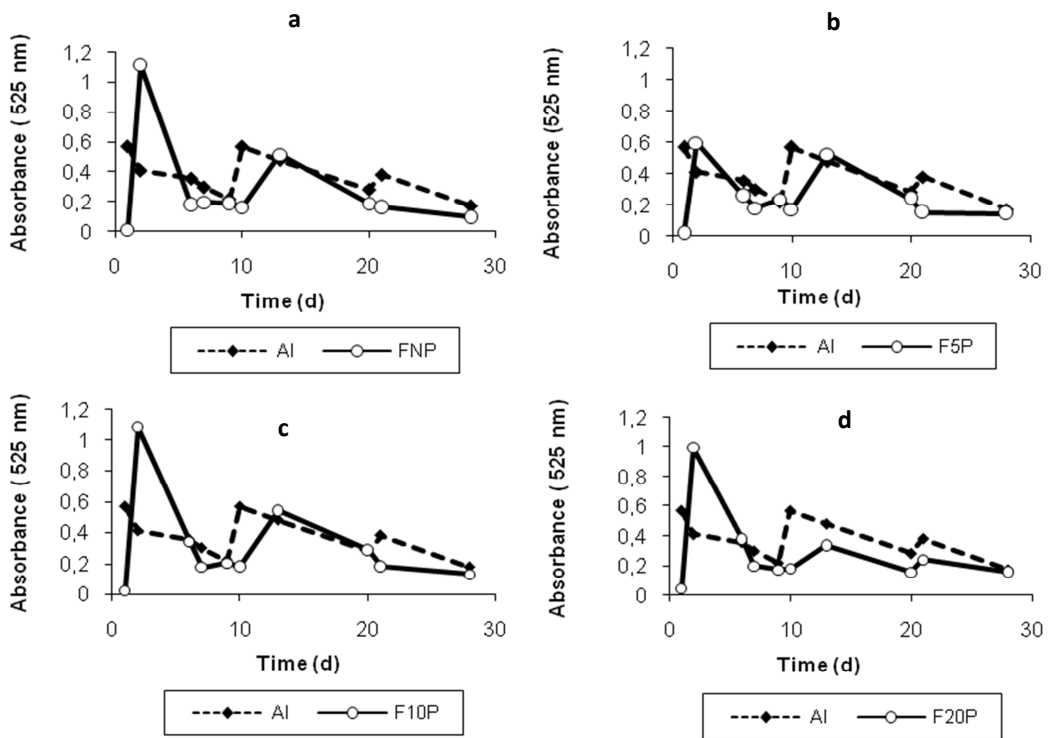 a
Absorbance ( 525 nm)
1,2
1
0,8
0,6
0,4
0,2
0
0 10 20 30
Time (d)
AI FNP
b
Absorbance (525 nm)
1,2
1
0,8
0,6
0,4
0,2
0
0 10 20 30
Time (d)
AI F5P
c
Absorbance ( 525 nm)
1,2
1
0,8
0,6
0,4
0,2
0
0 10 20 30
Time (d)
AI F10P
d
Absorbance ( 525 nm)
1,2
1
0,8
0,6
0,4
0,2
0
0 10 20 30
Time (d)
AI F20P